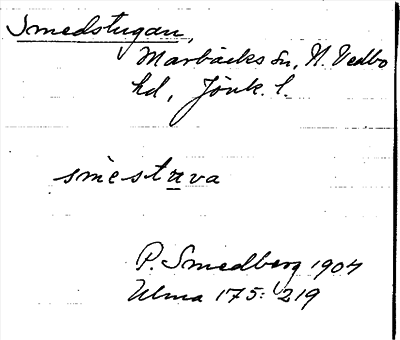 Smedstugan,
Marbäcks sn, N. Vedbo
hd, Jönk. l.
smèstuva
P. Smedberg 1904
Ulma 175: 219